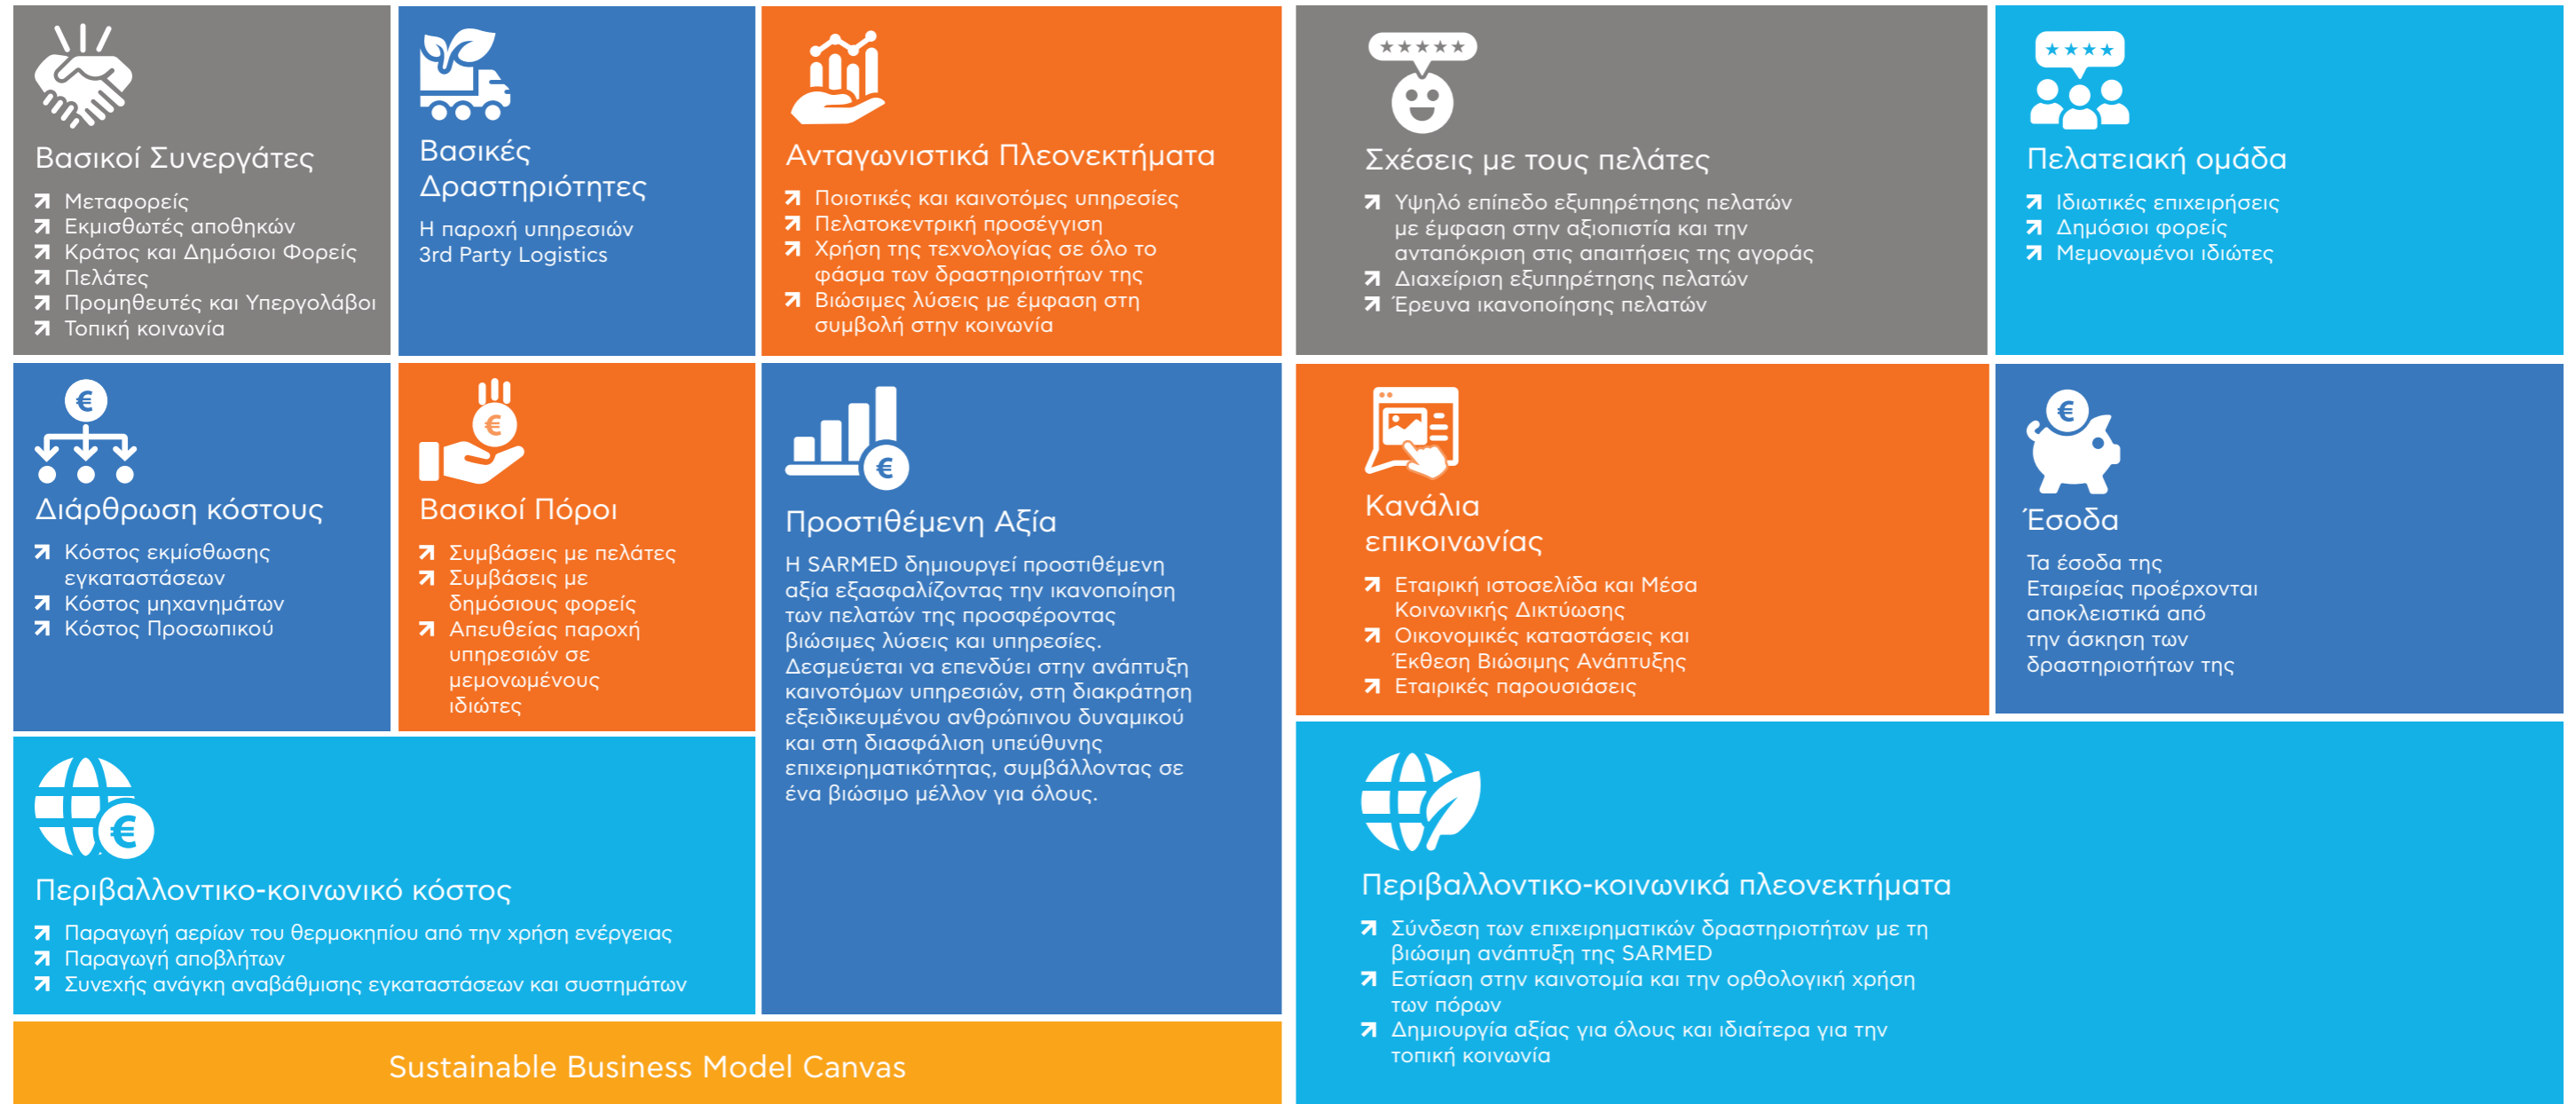 Βασικοί Συνεργάτες
Μεταφορείς
Εκμισθωτές αποθηκών
Κράτος και Δημόσιοι Φορείς
Πελάτες
Προμηθευτές και Υπεργολάβοι
Τοπική κοινωνία
Βασικές
Δραστηριότητες
Η παροχή υπηρεσιών
3rd Party Logistics
Ανταγωνιστικά Πλεονεκτήματα
Ποιοτικές και καινοτόμες υπηρεσίες
Πελατοκεντρική προσέγγιση
Χρήση της τεχνολογίας σε όλο το
φάσμα των δραστηριοτήτων της
Βιώσιμες λύσεις με έμφαση στη
συμβολή στην κοινωνία
Σχέσεις με τους πελάτες
Υψηλό επίπεδο εξυπηρέτησης πελατών
με έμφαση στην αξιοπιστία και την
ανταπόκριση στις απαιτήσεις της αγοράς
Διαχείριση εξυπηρέτησης πελατών
Έρευνα ικανοποίησης πελατών
Πελατειακή ομάδα
Ιδιωτικές επιχειρήσεις
Δημόσιοι φορείς
Μεμονωμένοι ιδιώτες
€
Διάρθρωση κόστους
Κόστος εκμίσθωσης
εγκαταστάσεων
Κόστος μηχανημάτων
Κόστος Προσωπικού
€
Βασικοί Πόροι
Συμβάσεις με πελάτες
Συμβάσεις με
δημόσιους φορείς
Απευθείας παροχή
υπηρεσιών σε
μεμονωμένους
ιδιώτες
€
Προστιθέμενη Αξία
Η SARMED δημιουργεί προστιθέμενη
αξία εξασφαλίζοντας την ικανοποίηση
των πελατών της προσφέροντας
βιώσιμες λύσεις και υπηρεσίες.
Δεσμεύεται να επενδύει στην ανάπτυξη
καινοτόμων υπηρεσιών, στη διακράτηση
εξειδικευμένου ανθρώπινου δυναμικού
και στη διασφάλιση υπεύθυνης
επιχειρηματικότητας, συμβάλλοντας σε
ένα βιώσιμο μέλλον για όλους.
Κανάλια
επικοινωνίας
Εταιρική ιστοσελίδα και Μέσα
Κοινωνικής Δικτύωσης
Οικονομικές καταστάσεις και
Έκθεση Βιώσιμης Ανάπτυξης
Εταιρικές παρουσιάσεις
€
Έσοδα
Τα έσοδα της
Εταιρείας προέρχονται
αποκλειστικά από
την άσκηση των
δραστηριοτήτων της
€
Περιβαλλοντικο-κοινωνικό κόστος
Παραγωγή αερίων του θερμοκηπίου από την χρήση ενέργειας
Παραγωγή αποβλήτων
Συνεχής ανάγκη αναβάθμισης εγκαταστάσεων και συστημάτων
Περιβαλλοντικο-κοινωνικά πλεονεκτήματα
Σύνδεση των επιχειρηματικών δραστηριοτήτων με τη
βιώσιμη ανάπτυξη της SARMED
Εστίαση στην καινοτομία και την ορθολογική χρήση
των πόρων
Δημιουργία αξίας για όλους και ιδιαίτερα για την
τοπική κοινωνία
Sustainable Business Model Canvas